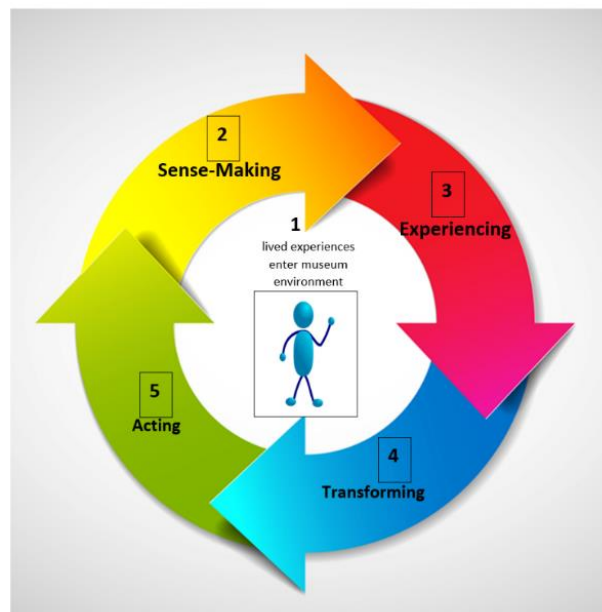 1
lived experiences
enter museum
environment
2
Sense-Making
3
Experiencing
4
Transforming
5
Acting